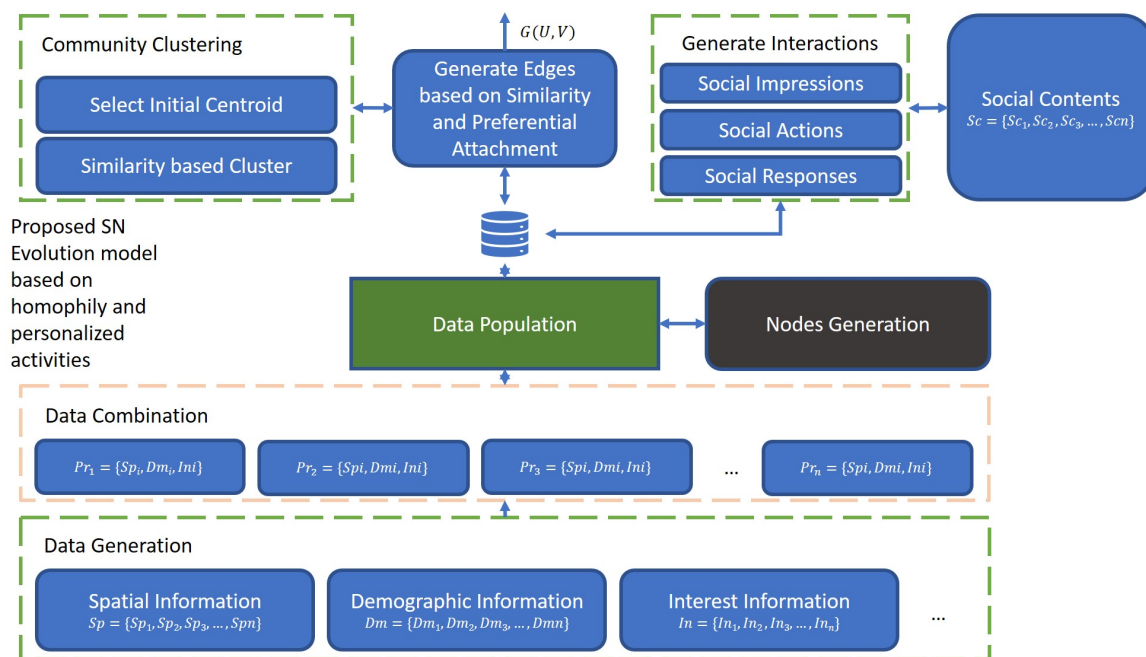 Community Clustering
Select Initial Centroid
Similarity based Cluster
G(U,V)
Generate Edges
based on Similarity
and Preferential
Attachment
Generate Interactions
Social Impressions
Social Actions
Social Responses
Social Contents
Sc = {Sc₁, Sc₂, Sc₃, ..., Scn}
Proposed SN
Evolution model
based on
homophily and
personalized
activities
Data Population
Nodes Generation
Data Combination
Pr₁ = {Spᵢ, Dmᵢ, Ini}
Pr₂ = {Spi, Dmi, Ini}
Pr₃ = {Spi, Dmi, Ini}
...
Prₙ = {Spi, Dmi, Ini}
Data Generation
Spatial Information
Sp = {Sp₁, Sp₂, Sp₃, ..., Spn}
Demographic Information
Dm = {Dm₁, Dm₂, Dm₃, ..., Dmn}
Interest Information
In = {In₁, In₂, In₃, ..., Inₙ}
...